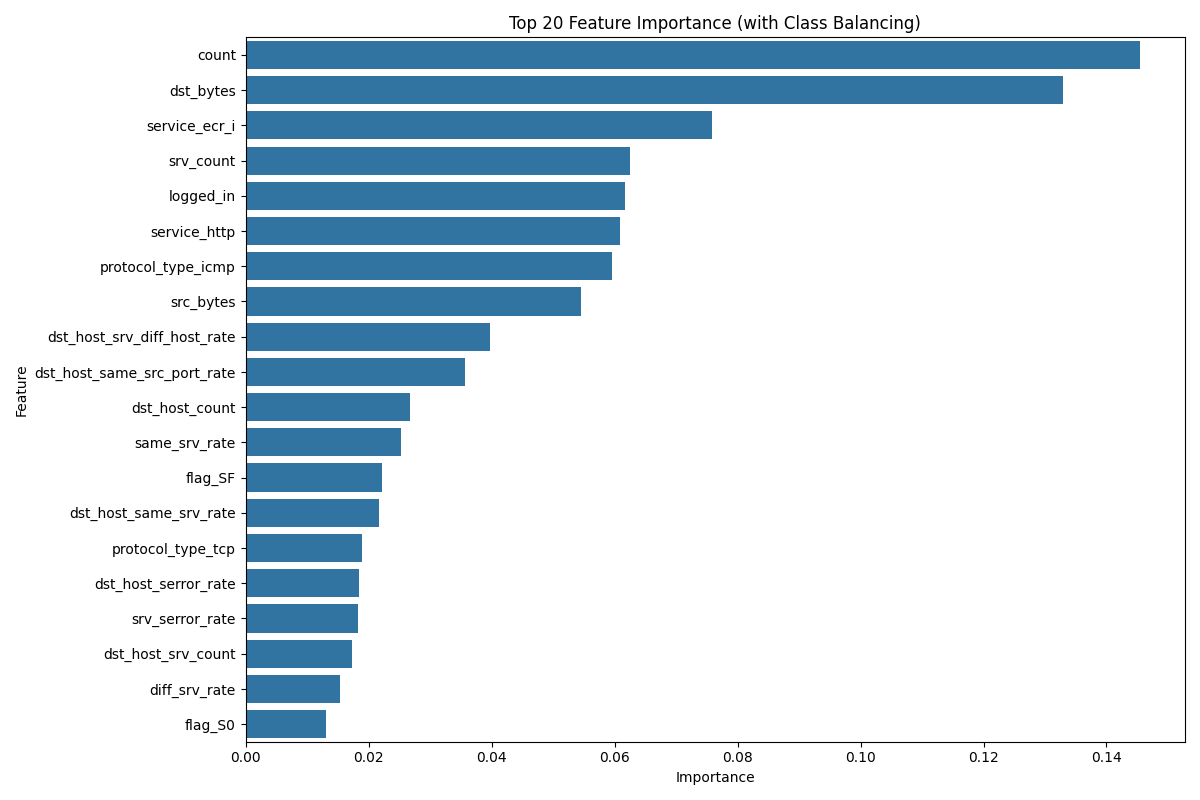 Top 20 Feature Importance (with Class Balancing)
Feature
count
dst_bytes
service_ecr_i
srv_count
logged_in
service_http
protocol_type_icmp
src_bytes
dst_host_srv_diff_host_rate
dst_host_same_src_port_rate
dst_host_count
same_srv_rate
flag_SF
dst_host_same_srv_rate
protocol_type_tcp
dst_host_serror_rate
srv_serror_rate
dst_host_srv_count
diff_srv_rate
flag_S0
0.00 0.02 0.04 0.06 0.08 0.10 0.12 0.14
Importance